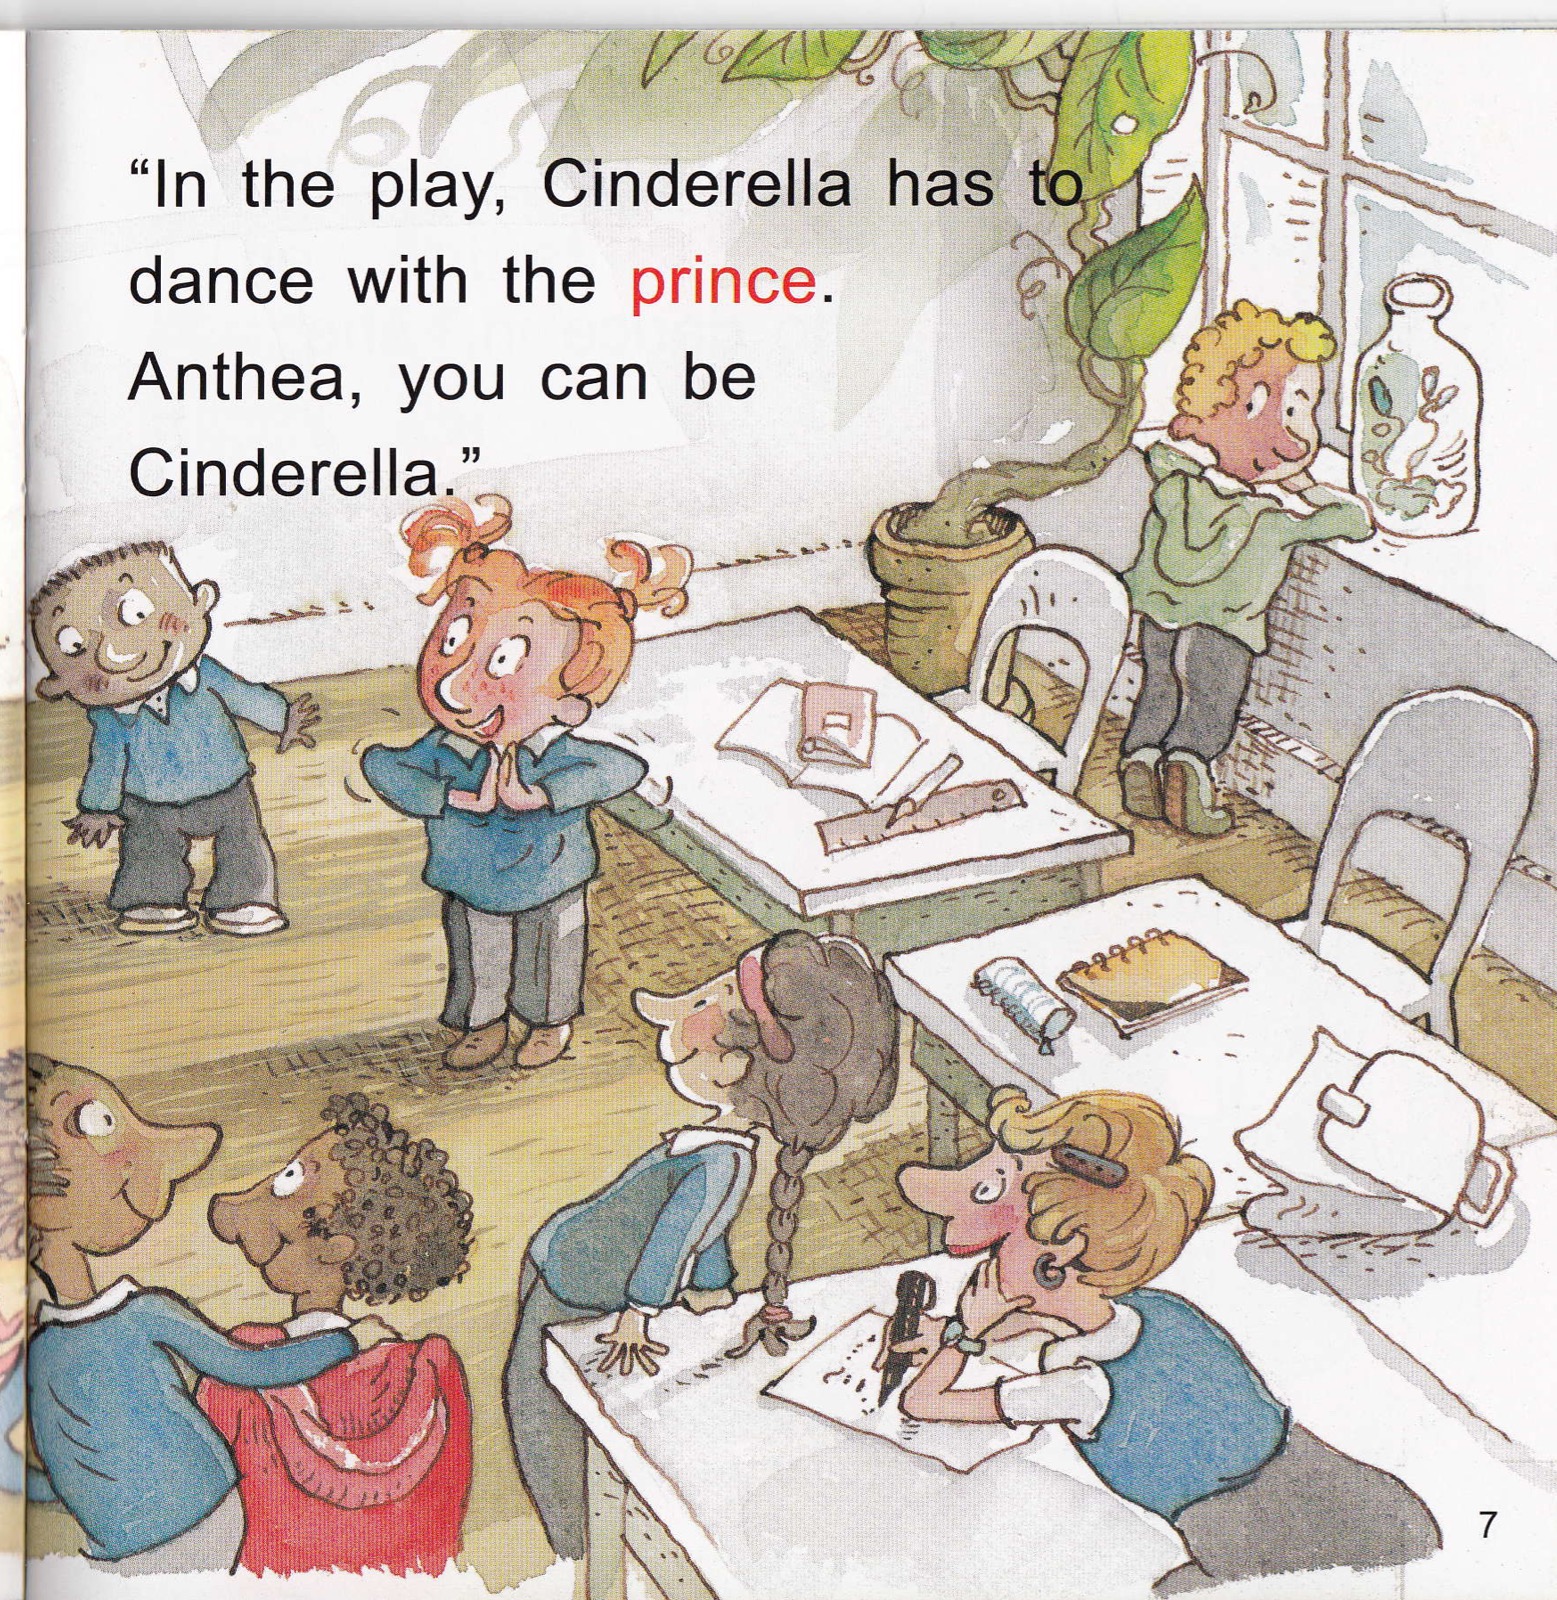 “In the play, Cinderella has to
dance with the prince.
Anthea, you can be
Cinderella.”
7